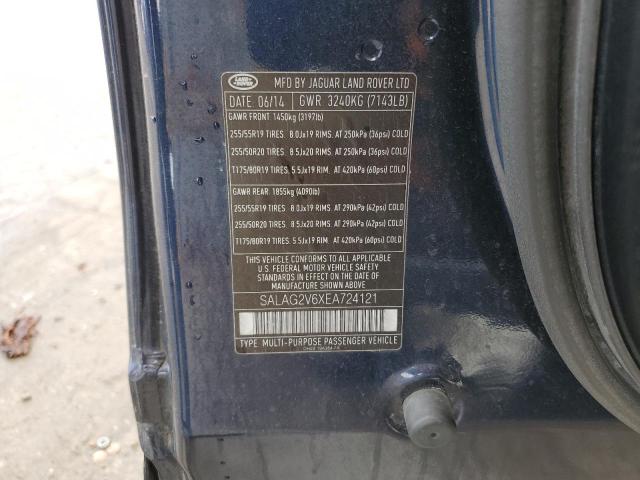 LAND ROVER
MFD BY JAGUAR LAND ROVER LTD
DATE 06/14 GWR 3240KG (7143LB)
GAWR FRONT 1450kg (3197lb)
255/55R19 TIRES 8.0Jx19 RIMS. AT 250kPa (36psi) COLD
255/50R20 TIRES 8.5Jx20 RIMS. AT 250kPa (36psi) COLD
T175/80R19 TIRES 5.5Jx19 RIM. AT 420kPa (60psi) COLD
GAWR REAR 1855kg (4090lb)
255/55R19 TIRES 8.0Jx19 RIMS. AT 290kPa (42psi) COLD
255/50R20 TIRES 8.5Jx20 RIMS. AT 290kPa (42psi) COLD
T175/80R19 TIRES 5.5Jx19 RIM. AT 420kPa (60psi) COLD
THIS VEHICLE CONFORMS TO ALL APPLICABLE
U.S. FEDERAL MOTOR VEHICLE SAFETY
STANDARDS IN EFFECT ON THE DATE OF
MANUFACTURE SHOWN ABOVE
SALAG2V6XEA724121
TYPE MULTI-PURPOSE PASSENGER VEHICLE